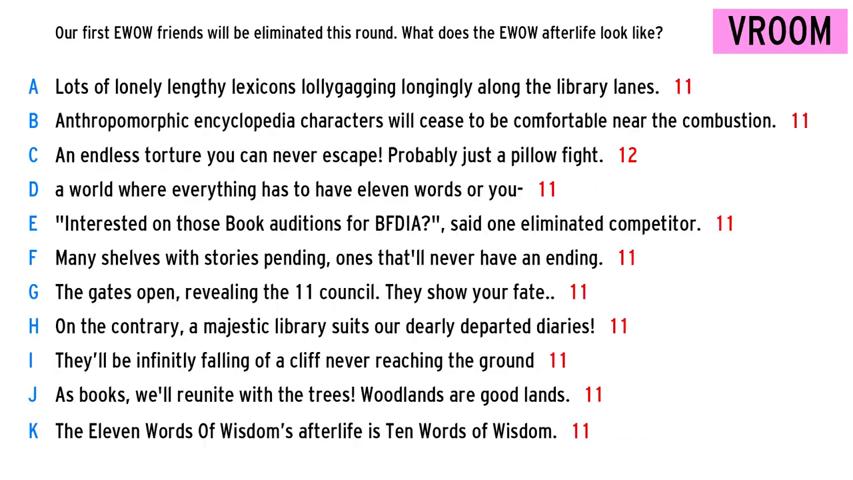 Our first EWOW friends will be eliminated this round. What does the EWOW afterlife look like?
VROOM
A Lots of lonely lengthy lexicons lollygagging longingly along the library lanes. 11
B Anthropomorphic encyclopedia characters will cease to be comfortable near the combustion. 11
C An endless torture you can never escape! Probably just a pillow fight. 12
D a world where everything has to have eleven words or you- 11
E "Interested on those Book auditions for BFDIA?", said one eliminated competitor. 11
F Many shelves with stories pending, ones that'll never have an ending. 11
G The gates open, revealing the 11 council. They show your fate.. 11
H On the contrary, a majestic library suits our dearly departed diaries! 11
I They'll be infinitly falling of a cliff never reaching the ground 11
J As books, we'll reunite with the trees! Woodlands are good lands. 11
K The Eleven Words Of Wisdom's afterlife is Ten Words of Wisdom. 11